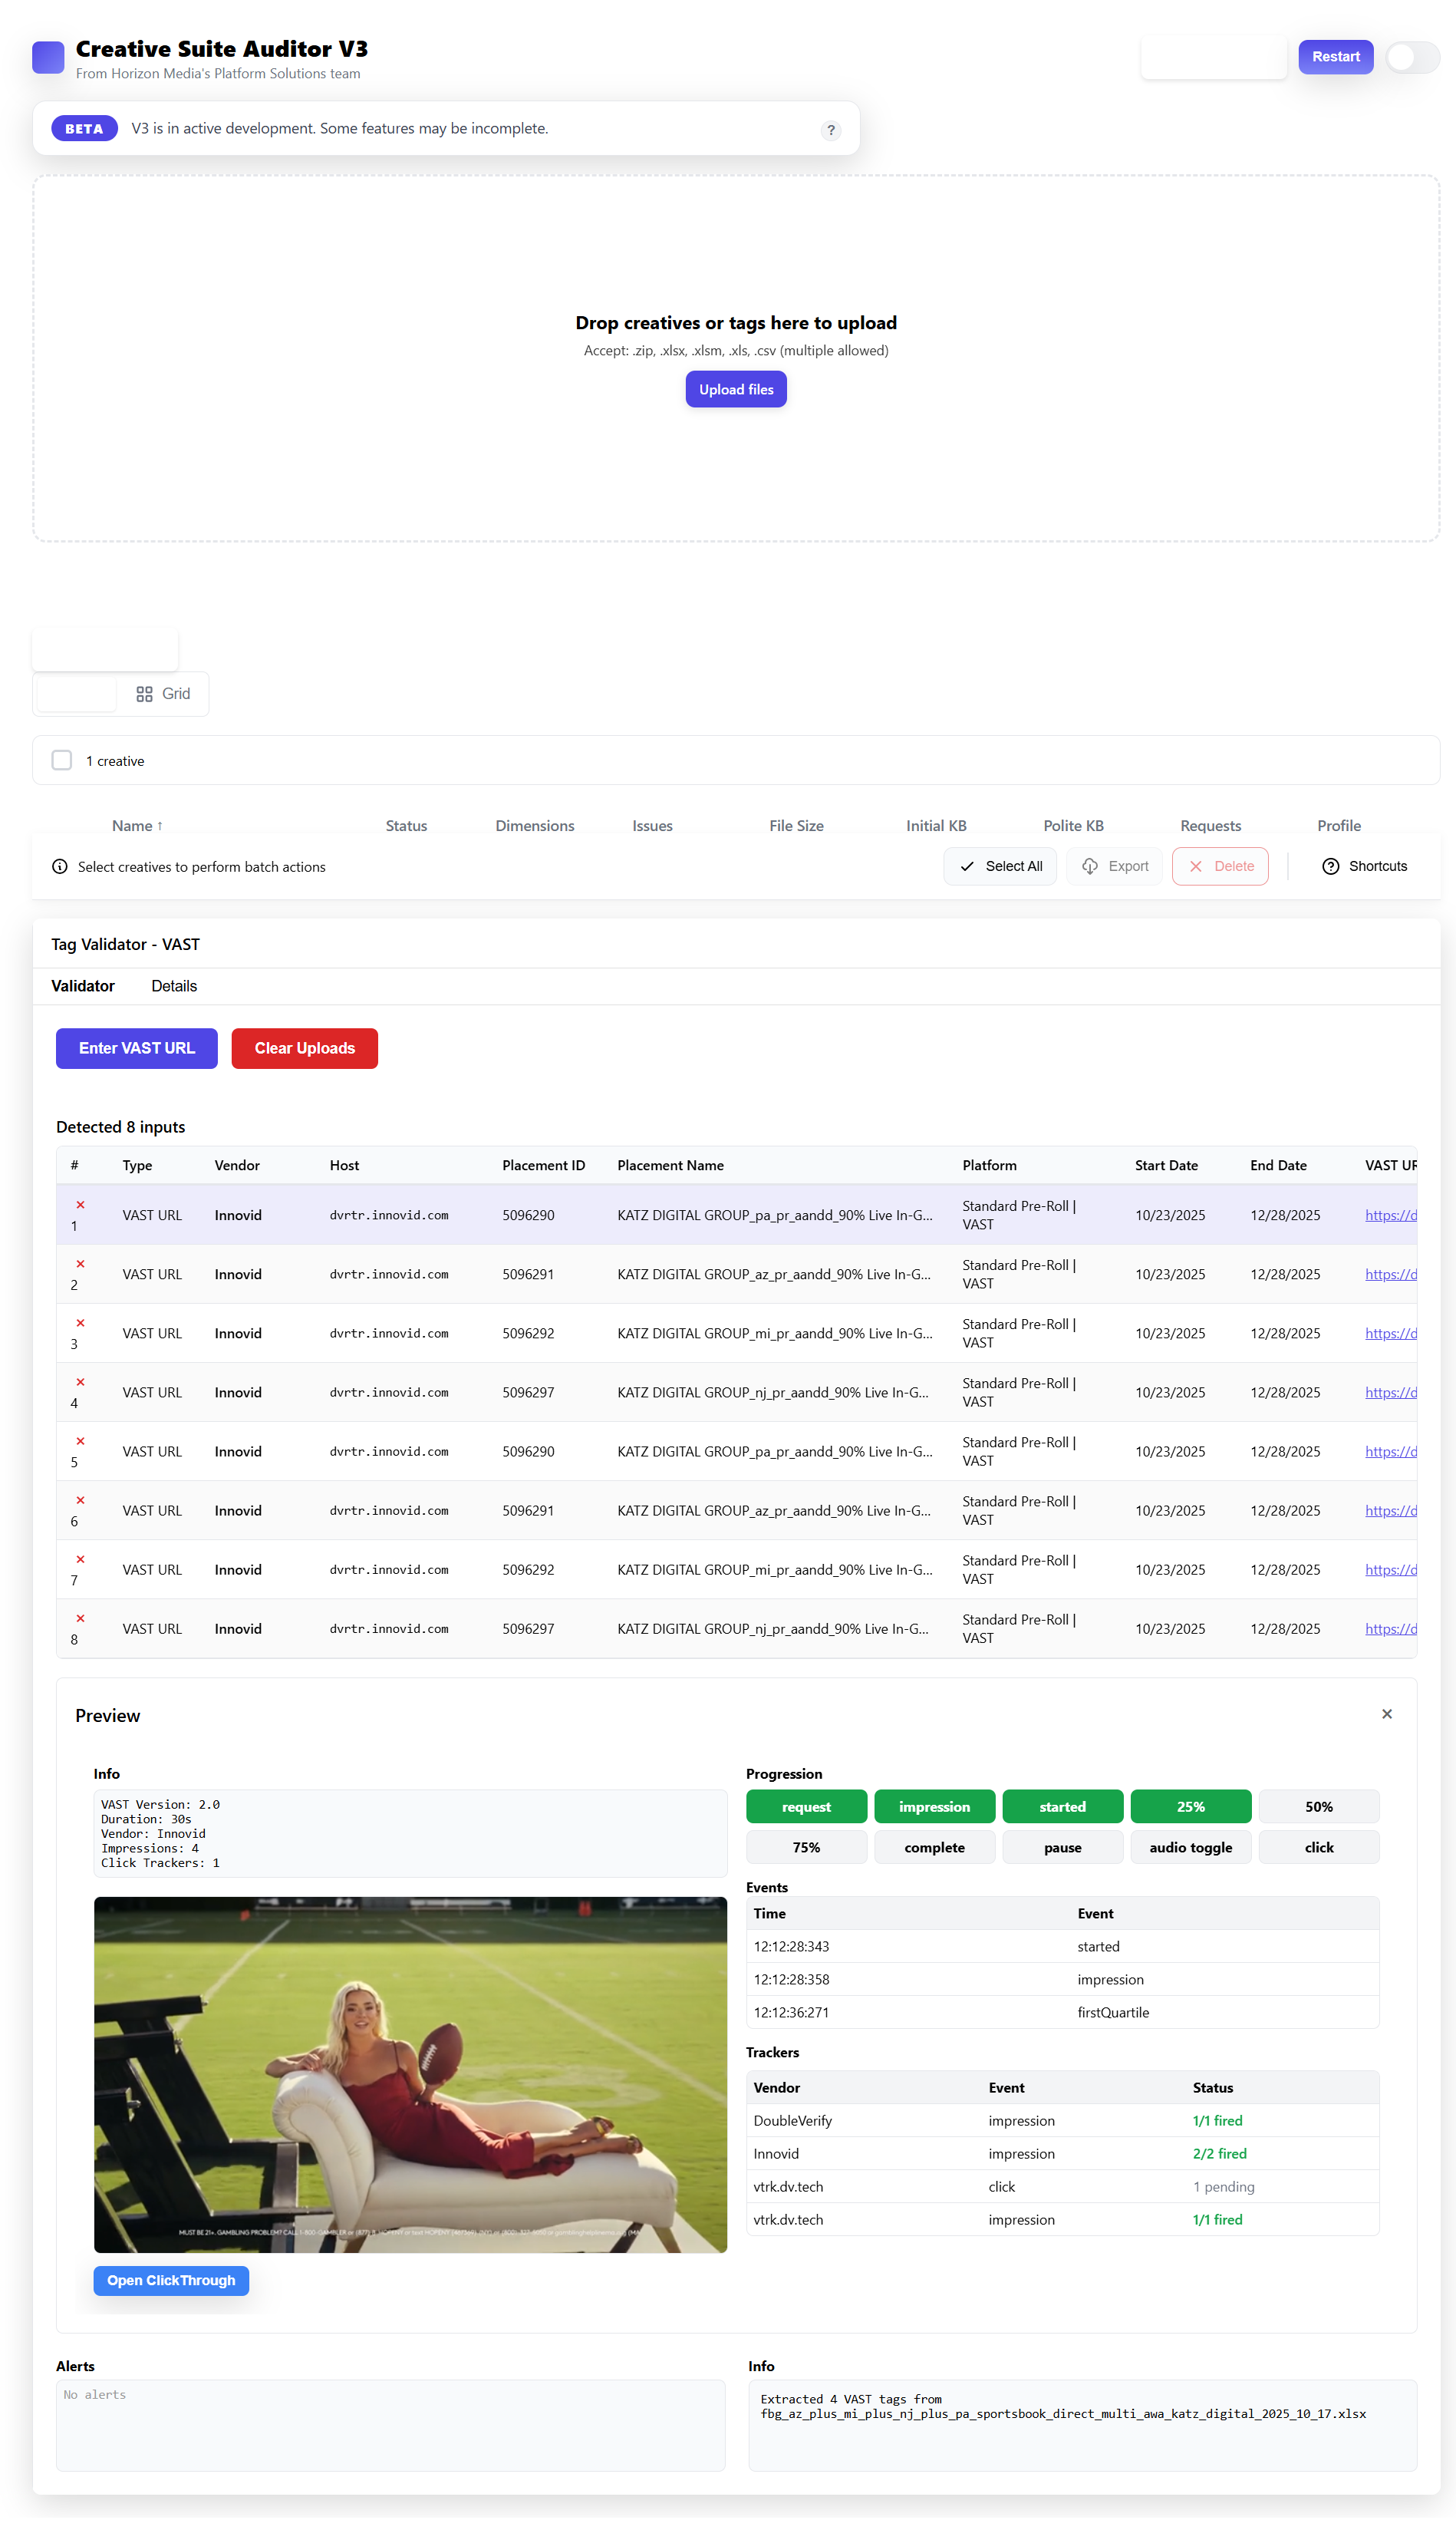 Creative Suite Auditor V3
From Horizon Media's Platform Solutions team
Restart
BETA V3 is in active development. Some features may be incomplete. ?
Drop creatives or tags here to upload
Accept: .zip, .xlsx, .xlsm, .xls, .csv (multiple allowed)
Upload files
Grid
1 creative
Name ↑ Status Dimensions Issues File Size Initial KB Polite KB Requests Profile
Select creatives to perform batch actions Select All Export Delete Shortcuts
Tag Validator - VAST
Validator Details
Enter VAST URL Clear Uploads
Detected 8 inputs
# Type Vendor Host Placement ID Placement Name Platform Start Date End Date VAST UR
× 1 VAST URL Innovid dvrtr.innovid.com 5096290 KATZ DIGITAL GROUP_pa_pr_aandd_90% Live In-G... Standard Pre-Roll | VAST 10/23/2025 12/28/2025 https://d
× 2 VAST URL Innovid dvrtr.innovid.com 5096291 KATZ DIGITAL GROUP_az_pr_aandd_90% Live In-G... Standard Pre-Roll | VAST 10/23/2025 12/28/2025 https://d
× 3 VAST URL Innovid dvrtr.innovid.com 5096292 KATZ DIGITAL GROUP_mi_pr_aandd_90% Live In-G... Standard Pre-Roll | VAST 10/23/2025 12/28/2025 https://d
× 4 VAST URL Innovid dvrtr.innovid.com 5096297 KATZ DIGITAL GROUP_nj_pr_aandd_90% Live In-G... Standard Pre-Roll | VAST 10/23/2025 12/28/2025 https://d
× 5 VAST URL Innovid dvrtr.innovid.com 5096290 KATZ DIGITAL GROUP_pa_pr_aandd_90% Live In-G... Standard Pre-Roll | VAST 10/23/2025 12/28/2025 https://d
× 6 VAST URL Innovid dvrtr.innovid.com 5096291 KATZ DIGITAL GROUP_az_pr_aandd_90% Live In-G... Standard Pre-Roll | VAST 10/23/2025 12/28/2025 https://d
× 7 VAST URL Innovid dvrtr.innovid.com 5096292 KATZ DIGITAL GROUP_mi_pr_aandd_90% Live In-G... Standard Pre-Roll | VAST 10/23/2025 12/28/2025 https://d
× 8 VAST URL Innovid dvrtr.innovid.com 5096297 KATZ DIGITAL GROUP_nj_pr_aandd_90% Live In-G... Standard Pre-Roll | VAST 10/23/2025 12/28/2025 https://d
Preview ×
Info
VAST Version: 2.0
Duration: 30s
Vendor: Innovid
Impressions: 4
Click Trackers: 1
MUST BE 21+. GAMBLING PROBLEM? CALL 1-800-GAMBLER or
Open ClickThrough
Progression
request impression started 25% 50%
75% complete pause audio toggle click
Events
Time Event
12:12:28:343 started
12:12:28:358 impression
12:12:36:271 firstQuartile
Trackers
Vendor Event Status
DoubleVerify impression 1/1 fired
Innovid impression 2/2 fired
vtrk.dv.tech click 1 pending
vtrk.dv.tech impression 1/1 fired
Alerts
No alerts
Info
Extracted 4 VAST tags from
fbg_az_plus_mi_plus_nj_plus_pa_sportsbook_direct_multi_awa_katz_digital_2025_10_17.xlsx